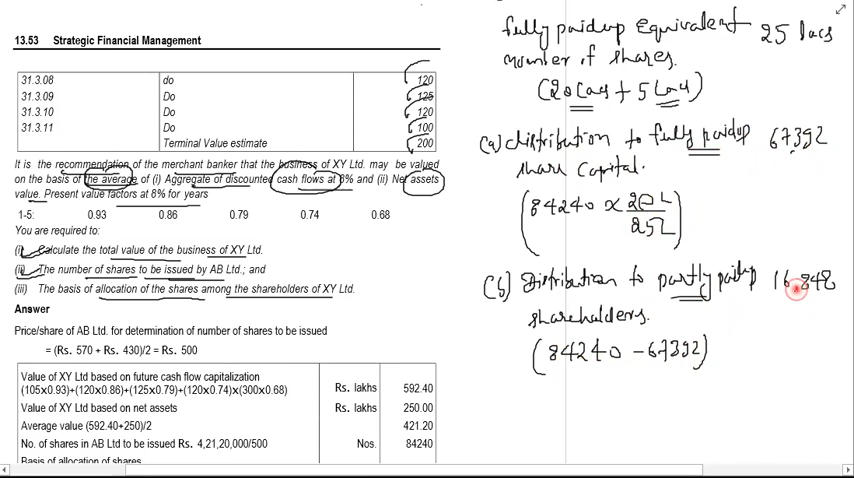 13.53 Strategic Financial Management
31.3.08 do 120
31.3.09 Do 125
31.3.10 Do 120
31.3.11 Do 100
Terminal Value estimate 200
It is the recommendation of the merchant banker that the business of XY Ltd. may be valued
on the basis of the average of (i) Aggregate of discounted cash flows at 8% and (ii) Net assets
value. Present value factors at 8% for years
1-5: 0.93 0.86 0.79 0.74 0.68
You are required to:
(i) Calculate the total value of the business of XY Ltd.
(ii) The number of shares to be issued by AB Ltd.; and
(iii) The basis of allocation of the shares among the shareholders of XY Ltd.
Answer
Price/share of AB Ltd. for determination of number of shares to be issued
= (Rs. 570 + Rs. 430)/2 = Rs. 500
Value of XY Ltd based on future cash flow capitalization
(105x0.93)+(120x0.86)+(125x0.79)+(120x0.74)x(300x0.68) Rs. lakhs 592.40
Value of XY Ltd based on net assets Rs. lakhs 250.00
Average value (592.40+250)/2 421.20
No. of shares in AB Ltd to be issued Rs. 4,21,20,000/500 Nos. 84240
Basis of allocation of shares
fully paidup Equivalent 25 lacs
number of shares.
(20 Lacs + 5 Lacs)
(a) distribution to fully paidup 67392
share capital.
(84240 x 20L/25L)
(b) Distribution to partly paidup 16848
shareholders.
(84240 - 67392)